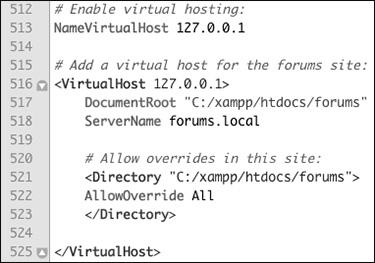 512 # Enable virtual hosting:
513 NameVirtualHost 127.0.0.1
514
515 # Add a virtual host for the forums site:
516 <VirtualHost 127.0.0.1>
517 DocumentRoot "C:/xampp/htdocs/forums"
518 ServerName forums.local
519
520 # Allow overrides in this site:
521 <Directory "C:/xampp/htdocs/forums">
522 AllowOverride All
523 </Directory>
524
525 </VirtualHost>